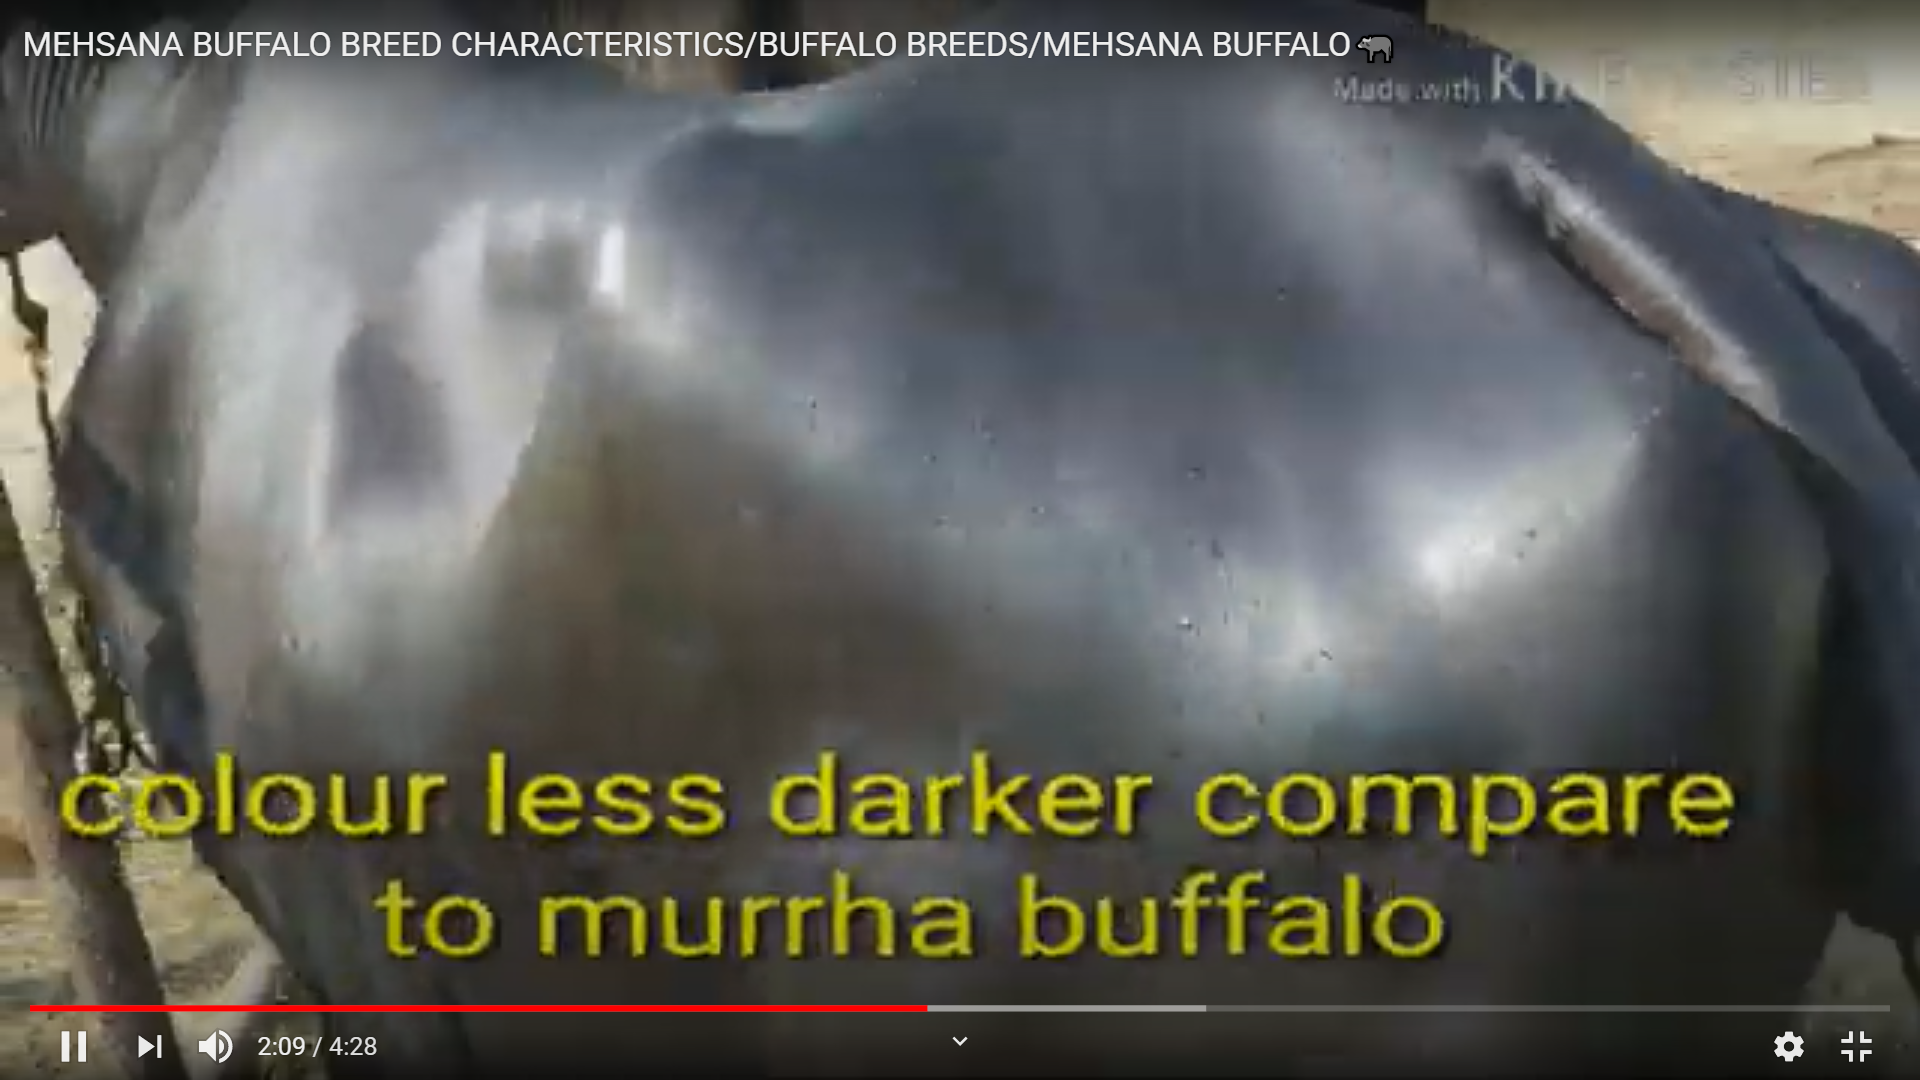 MEHSANA BUFFALO BREED CHARACTERISTICS/BUFFALO BREEDS/MEHSANA BUFFALO🐃
Made with
colour less darker compare
to murrha buffalo
2:09 / 4:28